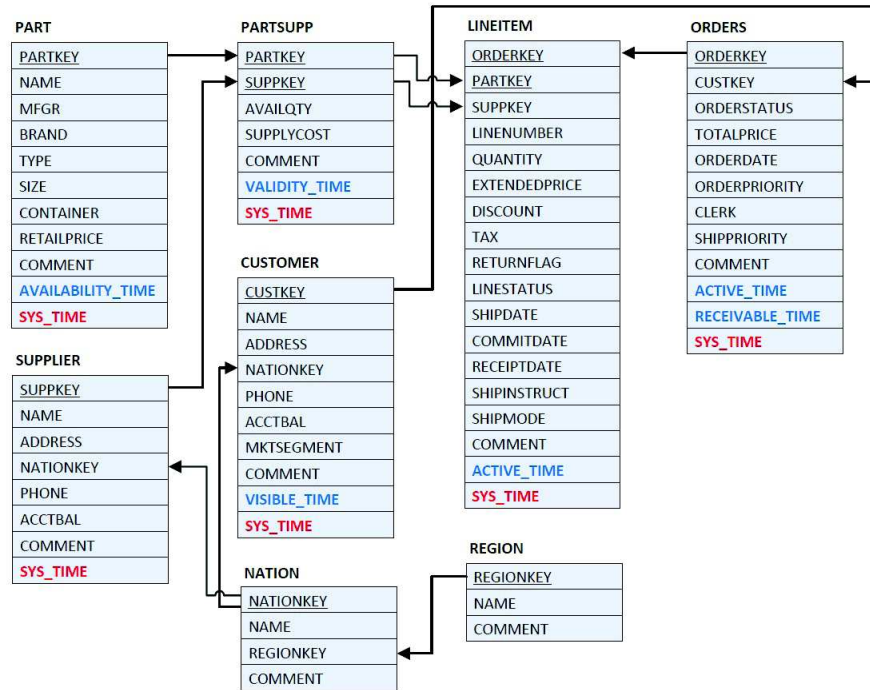 PART
PARTKEY
NAME
MFGR
BRAND
TYPE
SIZE
CONTAINER
RETAILPRICE
COMMENT
AVAILABILITY_TIME
SYS_TIME
SUPPLIER
SUPPKEY
NAME
ADDRESS
NATIONKEY
PHONE
ACCTBAL
COMMENT
SYS_TIME
PARTSUPP
PARTKEY
SUPPKEY
AVAILQTY
SUPPLYCOST
COMMENT
VALIDITY_TIME
SYS_TIME
CUSTOMER
CUSTKEY
NAME
ADDRESS
NATIONKEY
PHONE
ACCTBAL
MKTSEGMENT
COMMENT
VISIBLE_TIME
SYS_TIME
NATION
NATIONKEY
NAME
REGIONKEY
COMMENT
LINEITEM
ORDERKEY
PARTKEY
SUPPKEY
LINENUMBER
QUANTITY
EXTENDEDPRICE
DISCOUNT
TAX
RETURNFLAG
LINESTATUS
SHIPDATE
COMMITDATE
RECEIPTDATE
SHIPINSTRUCT
SHIPMODE
COMMENT
ACTIVE_TIME
SYS_TIME
REGION
REGIONKEY
NAME
COMMENT
ORDERS
ORDERKEY
CUSTKEY
ORDERSTATUS
TOTALPRICE
ORDERDATE
ORDERPRIORITY
CLERK
SHIPPRIORITY
COMMENT
ACTIVE_TIME
RECEIVABLE_TIME
SYS_TIME